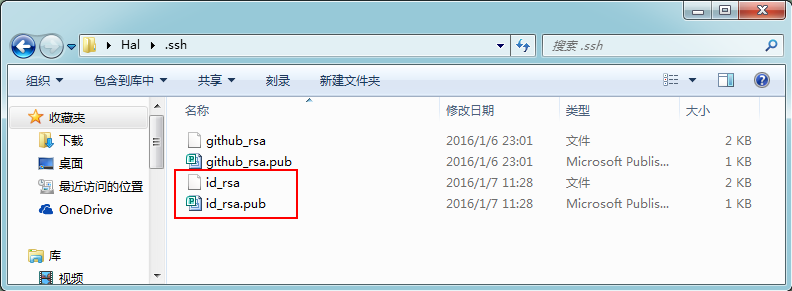 Hal .ssh 搜索 .ssh
组织 包含到库中 共享 刻录 新建文件夹
收藏夹
下载
桌面
最近访问的位置
OneDrive
库
视频
名称 修改日期 类型 大小
github_rsa 2016/1/6 23:01 文件 2 KB
github_rsa.pub 2016/1/6 23:01 Microsoft Publis... 1 KB
id_rsa 2016/1/7 11:28 文件 2 KB
id_rsa.pub 2016/1/7 11:28 Microsoft Publis... 1 KB